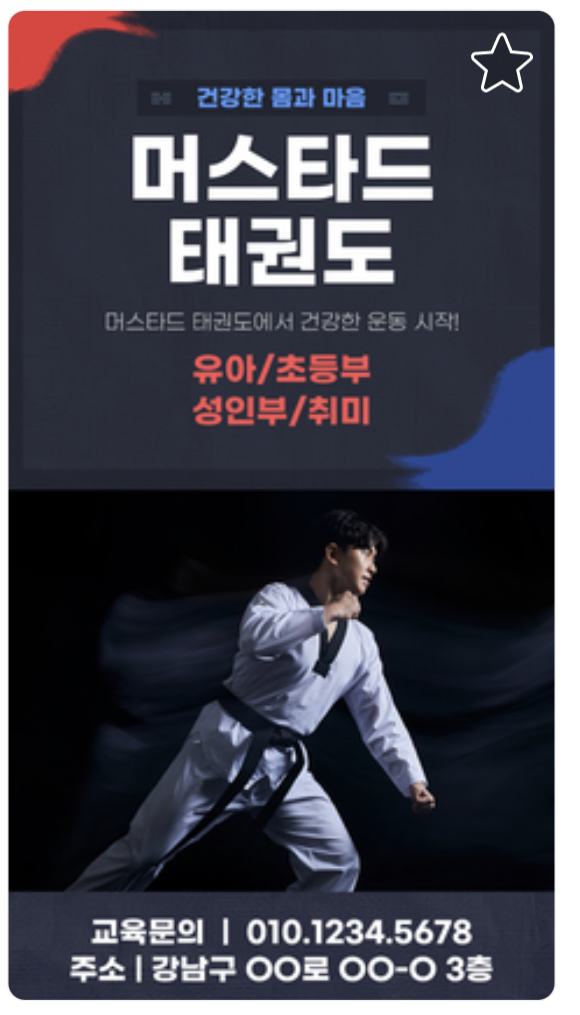 건강한 몸과 마음
머스타드
태권도
머스타드 태권도에서 건강한 운동 시작!
유아/초등부
성인부/취미
교육문의 | 010.1234.5678
주소 | 강남구 OO로 OO-O 3층